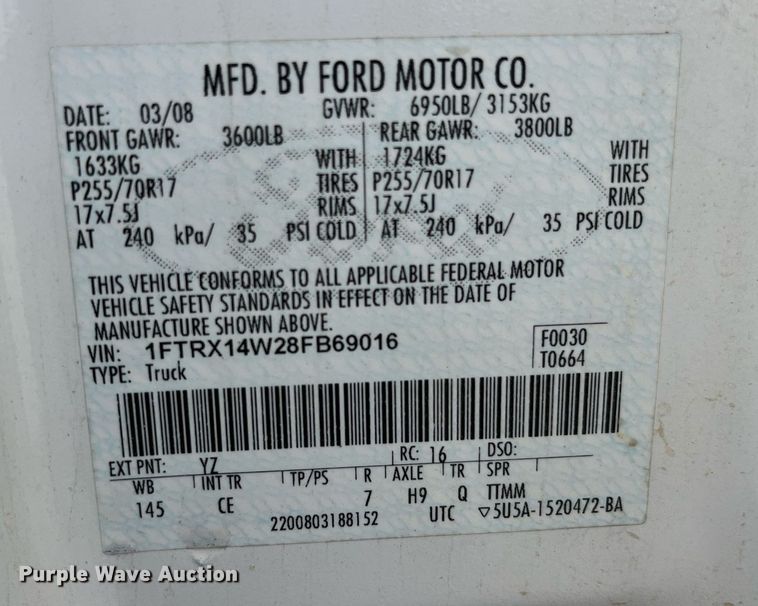 MFD. BY FORD MOTOR CO.
DATE: 03/08 GVWR: 6950LB/ 3153KG
FRONT GAWR: 3600LB REAR GAWR: 3800LB
1633KG WITH 1724KG WITH
P255/70R17 TIRES P255/70R17 TIRES
17x7.5J RIMS 17x7.5J RIMS
AT 240 kPa/ 35 PSI COLD AT 240 kPa/ 35 PSI COLD
THIS VEHICLE CONFORMS TO ALL APPLICABLE FEDERAL MOTOR
VEHICLE SAFETY STANDARDS IN EFFECT ON THE DATE OF
MANUFACTURE SHOWN ABOVE.
VIN: 1FTRX14W28FB69016 F0030
TYPE: Truck T0664
EXT PNT: YZ RC: 16 DSO:
WB INT TR TP/PS R AXLE TR SPR
145 CE 7 H9 Q TTMM
2200803188152 UTC ▽5U5A-1520472-BA
Purple Wave Auction